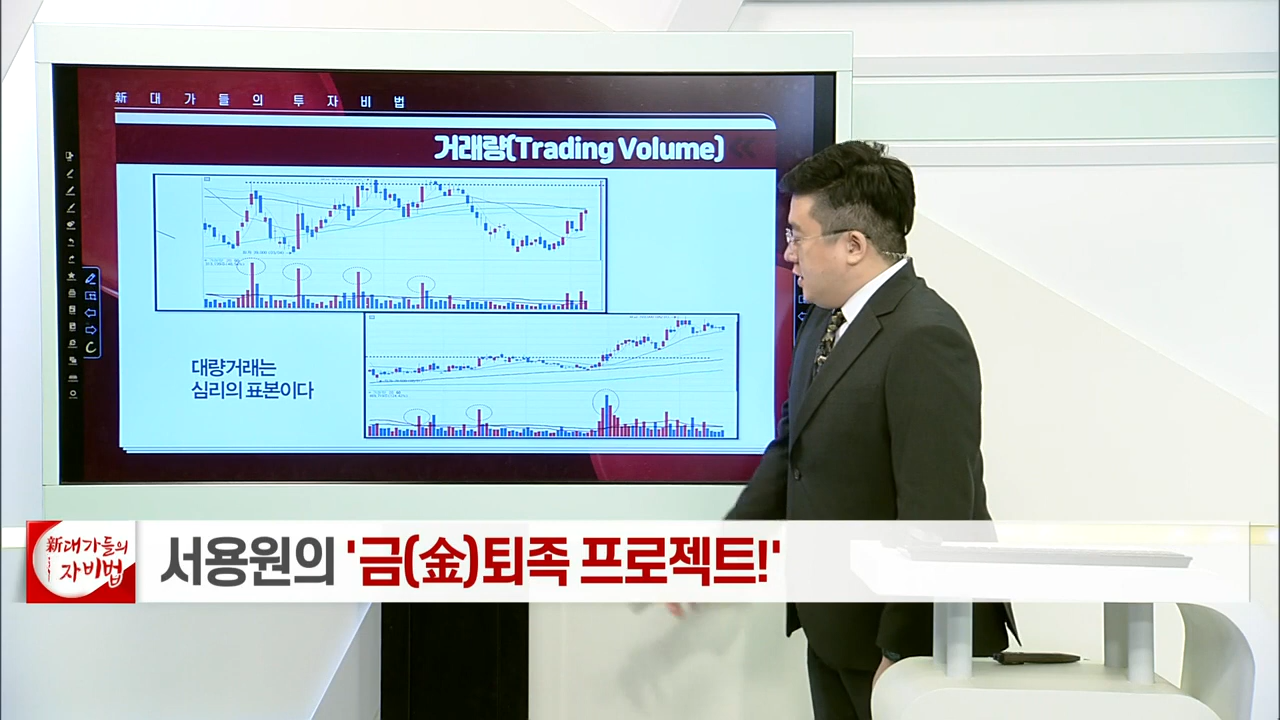 新 대 가 들 의 투 자 비 법
거래량(Trading Volume)
대량거래는
심리의 표본이다
新대가들의
자비법
서용원의 '금(金)퇴족 프로젝트!'